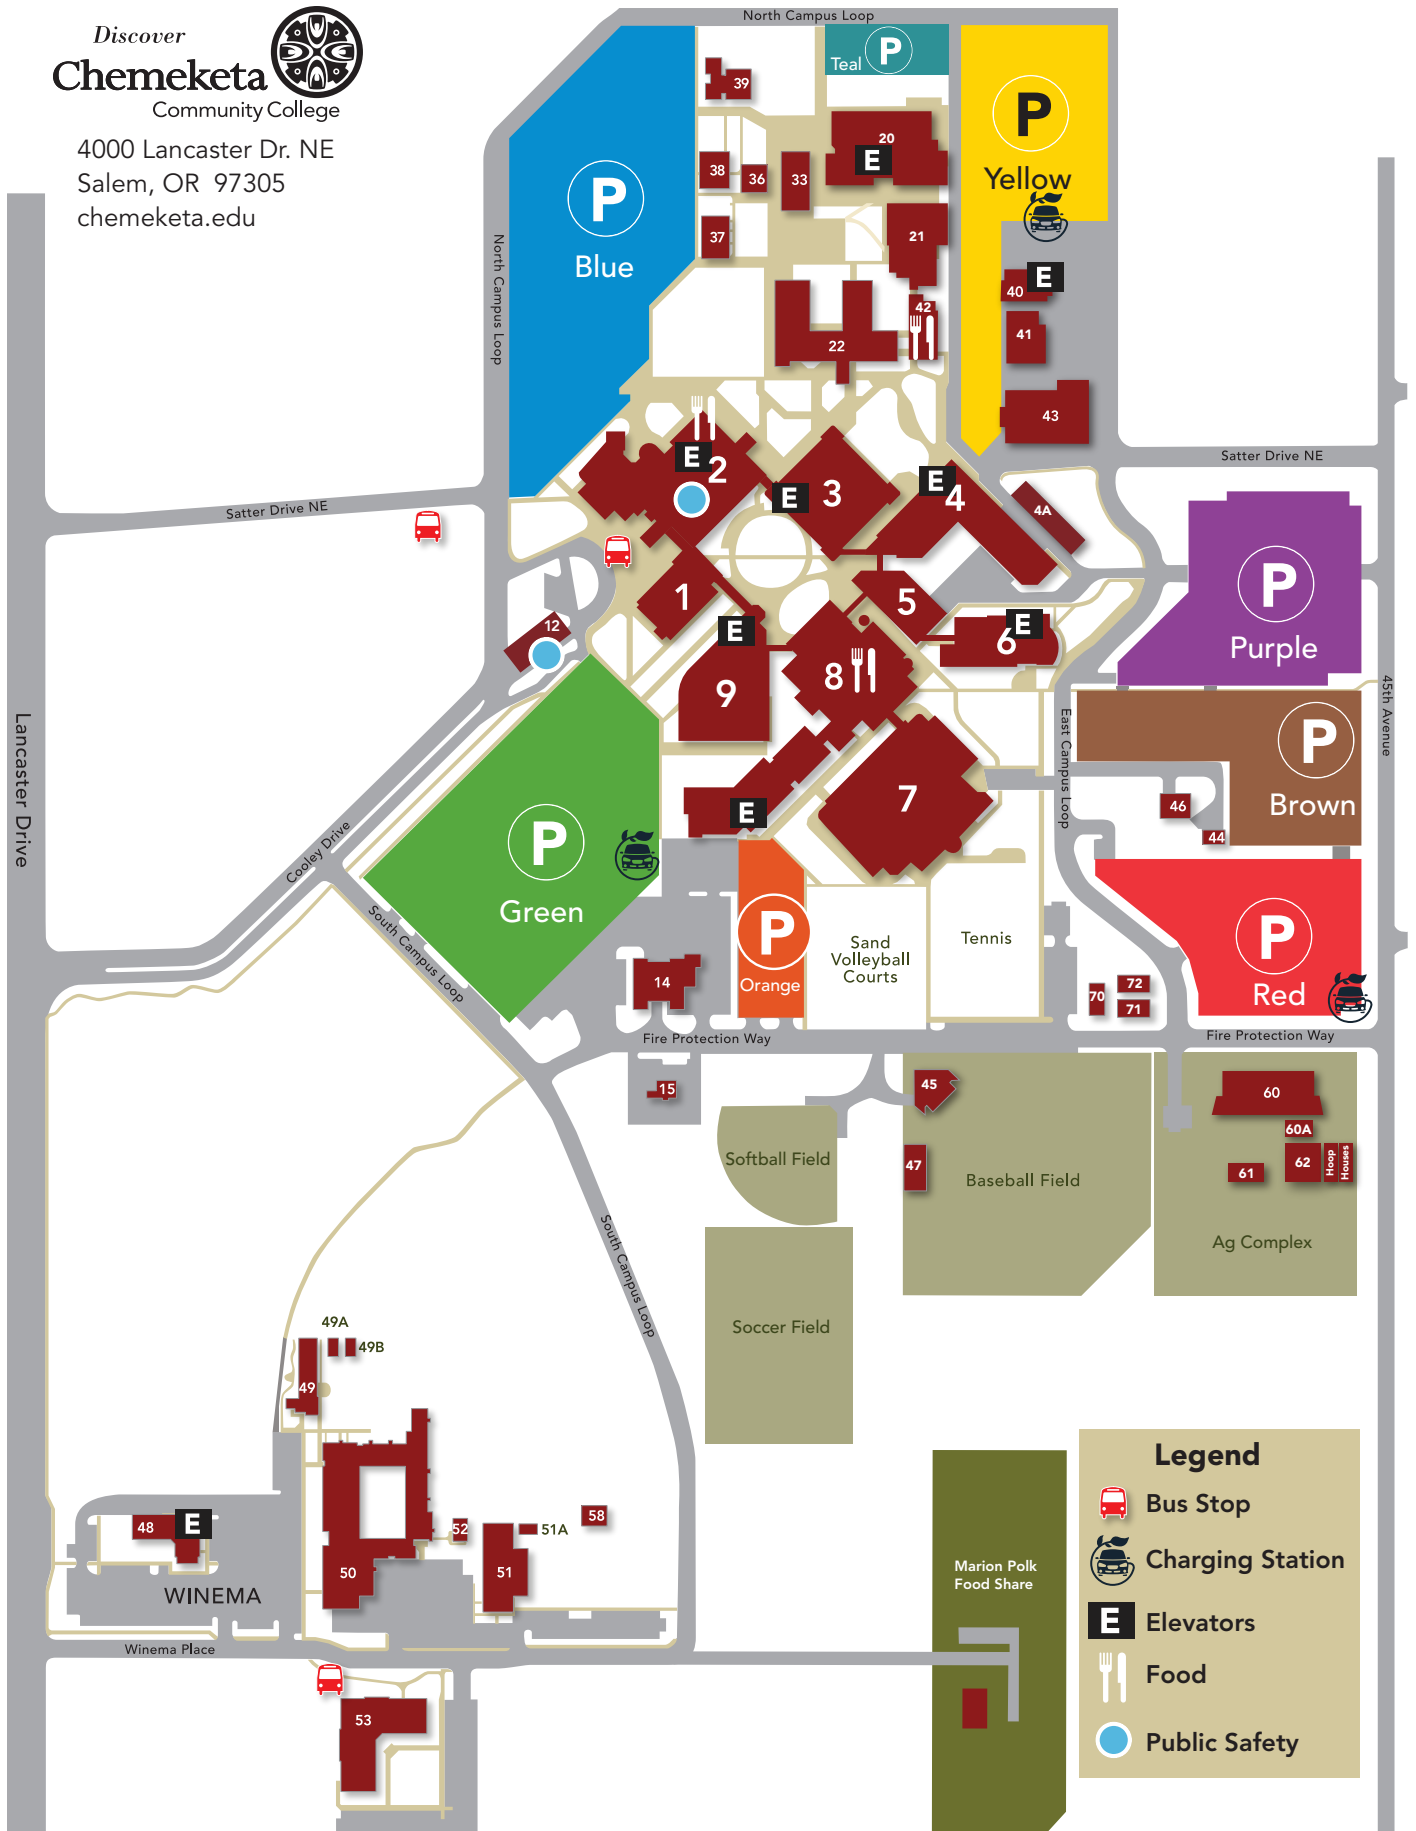 Discover
Chemeketa
Community College
4000 Lancaster Dr. NE
Salem, OR 97305
chemeketa.edu
North Campus Loop
P
Teal
P
Yellow
P
Blue
North Campus Loop
39
20
E
38
36
33
37
21
42
22
40
E
41
43
Satter Drive NE
Satter Drive NE
E
2
E
3
E
4
4A
1
5
E
6
12
E
9
8
7
E
P
Purple
P
Brown
45th Avenue
East Campus Loop
46
44
P
Red
P
Green
P
Orange
Lancaster Drive
Cooley Drive
South Campus Loop
Sand
Volleyball
Courts
Tennis
14
70
72
71
Fire Protection Way
Fire Protection Way
15
45
47
60
60A
61
62
Hoop
Houses
Softball Field
Baseball Field
Ag Complex
Soccer Field
South Campus Loop
49A
49B
49
48
E
WINEMA
50
52
51
51A
58
Winema Place
53
Marion Polk
Food Share
Legend
Bus Stop
Charging Station
E
Elevators
Food
Public Safety